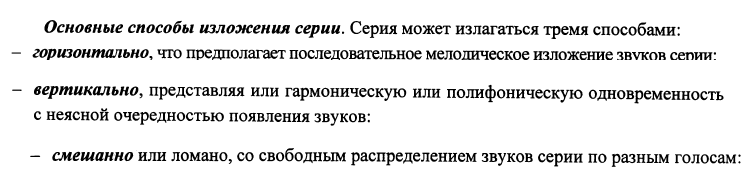 Основные способы изложения серии. Серия может излагаться тремя способами:
– горизонтально, что предполагает последовательное мелодическое изложение звуков серии:
– вертикально, представляя или гармоническую или полифоническую одновременность
с неясной очередностью появления звуков:
– смешанно или ломано, со свободным распределением звуков серии по разным голосам: